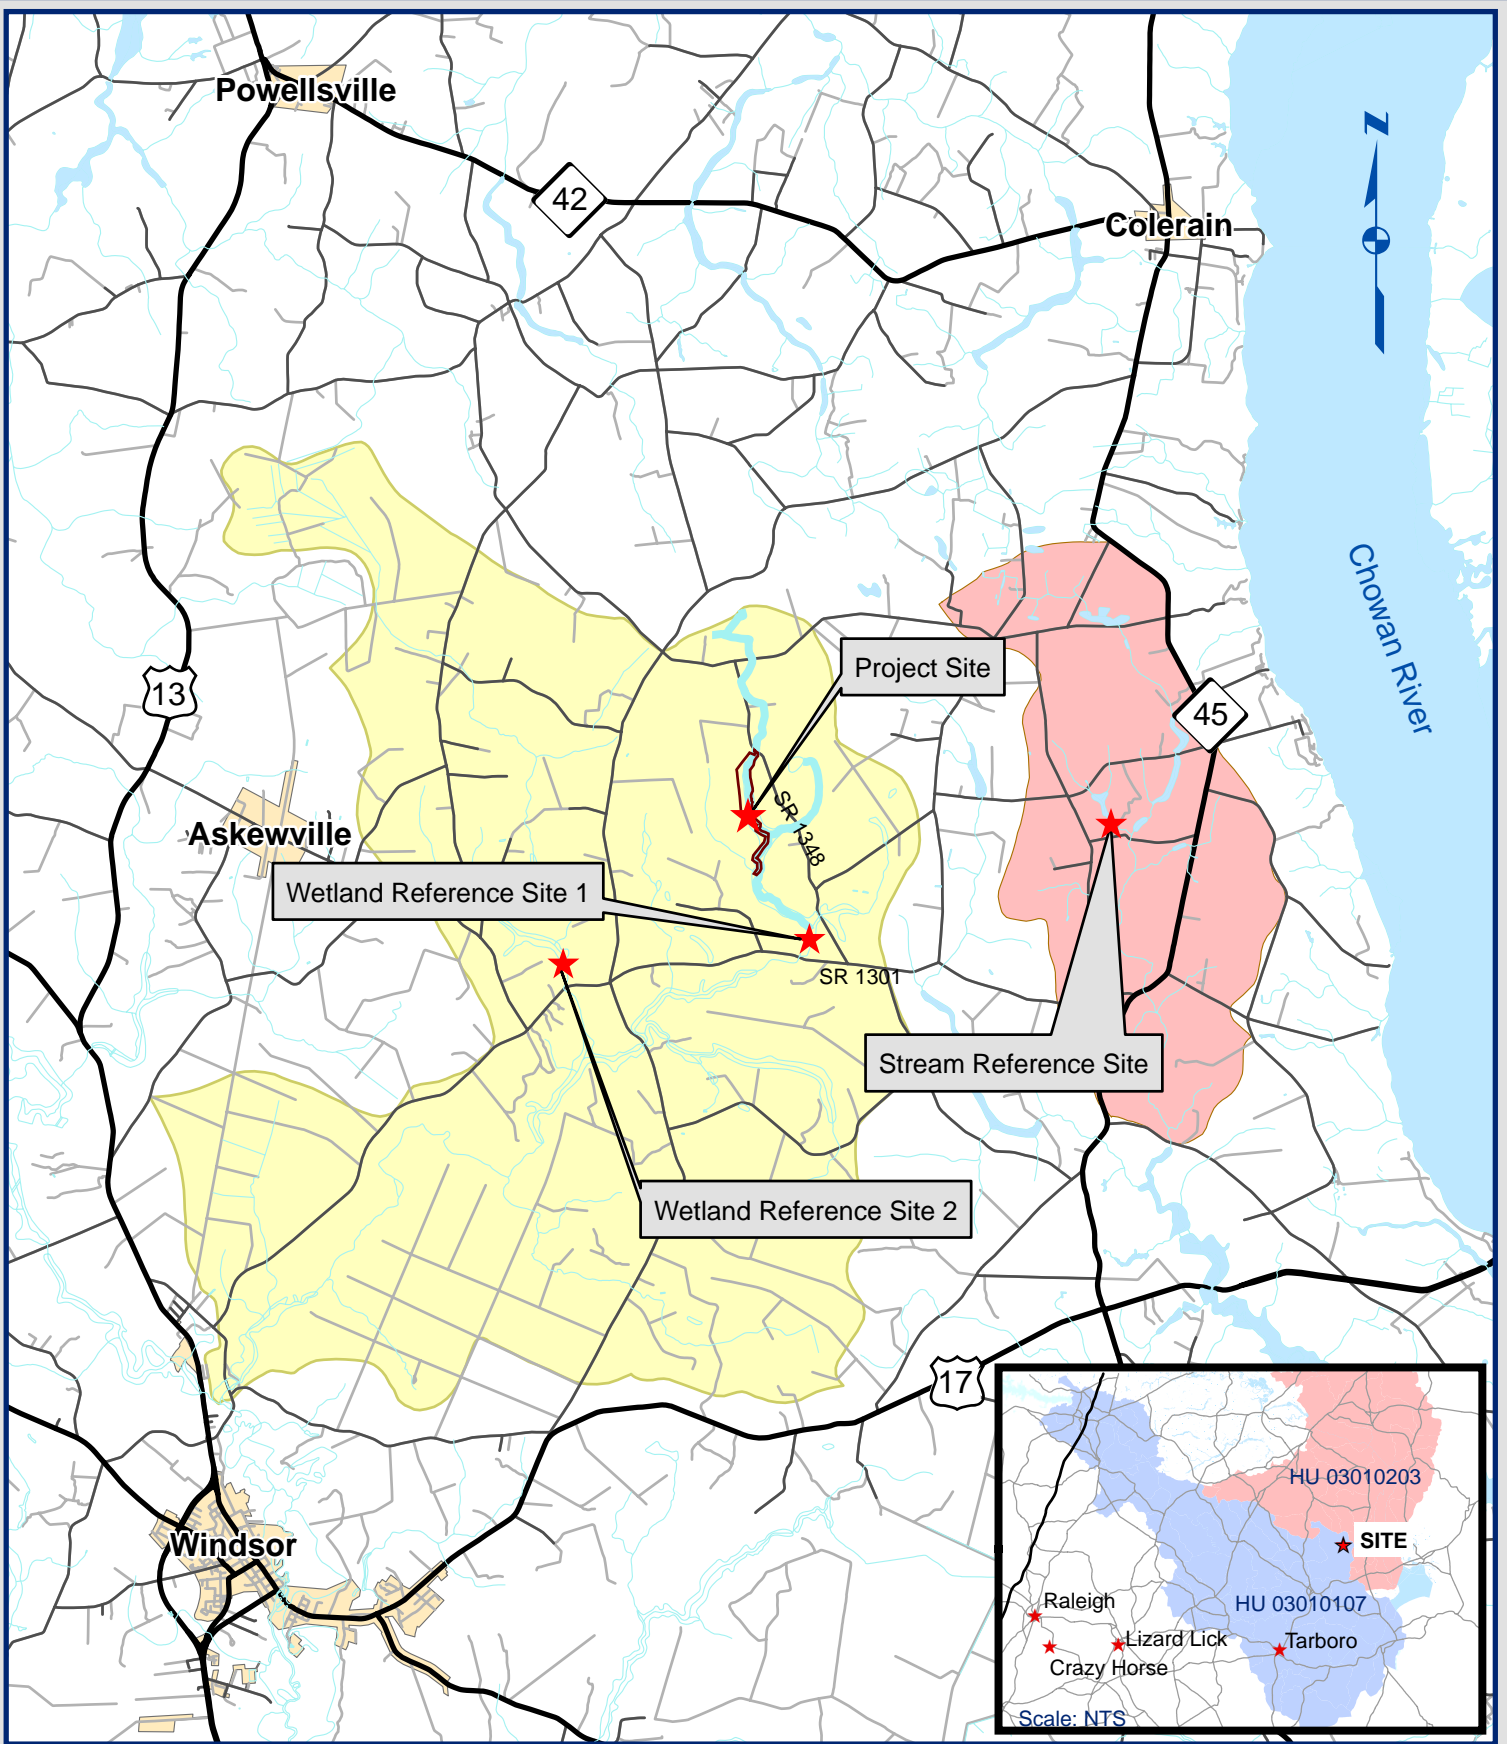 Powellsville
N
42
Colerain
Chowan River
Project Site
13
45
SR 1348
Askewville
Wetland Reference Site 1
SR 1301
Stream Reference Site
Wetland Reference Site 2
17
HU 03010203
SITE
Windsor
HU 03010107
Raleigh
Lizard Lick
Tarboro
Crazy Horse
Scale: NTS